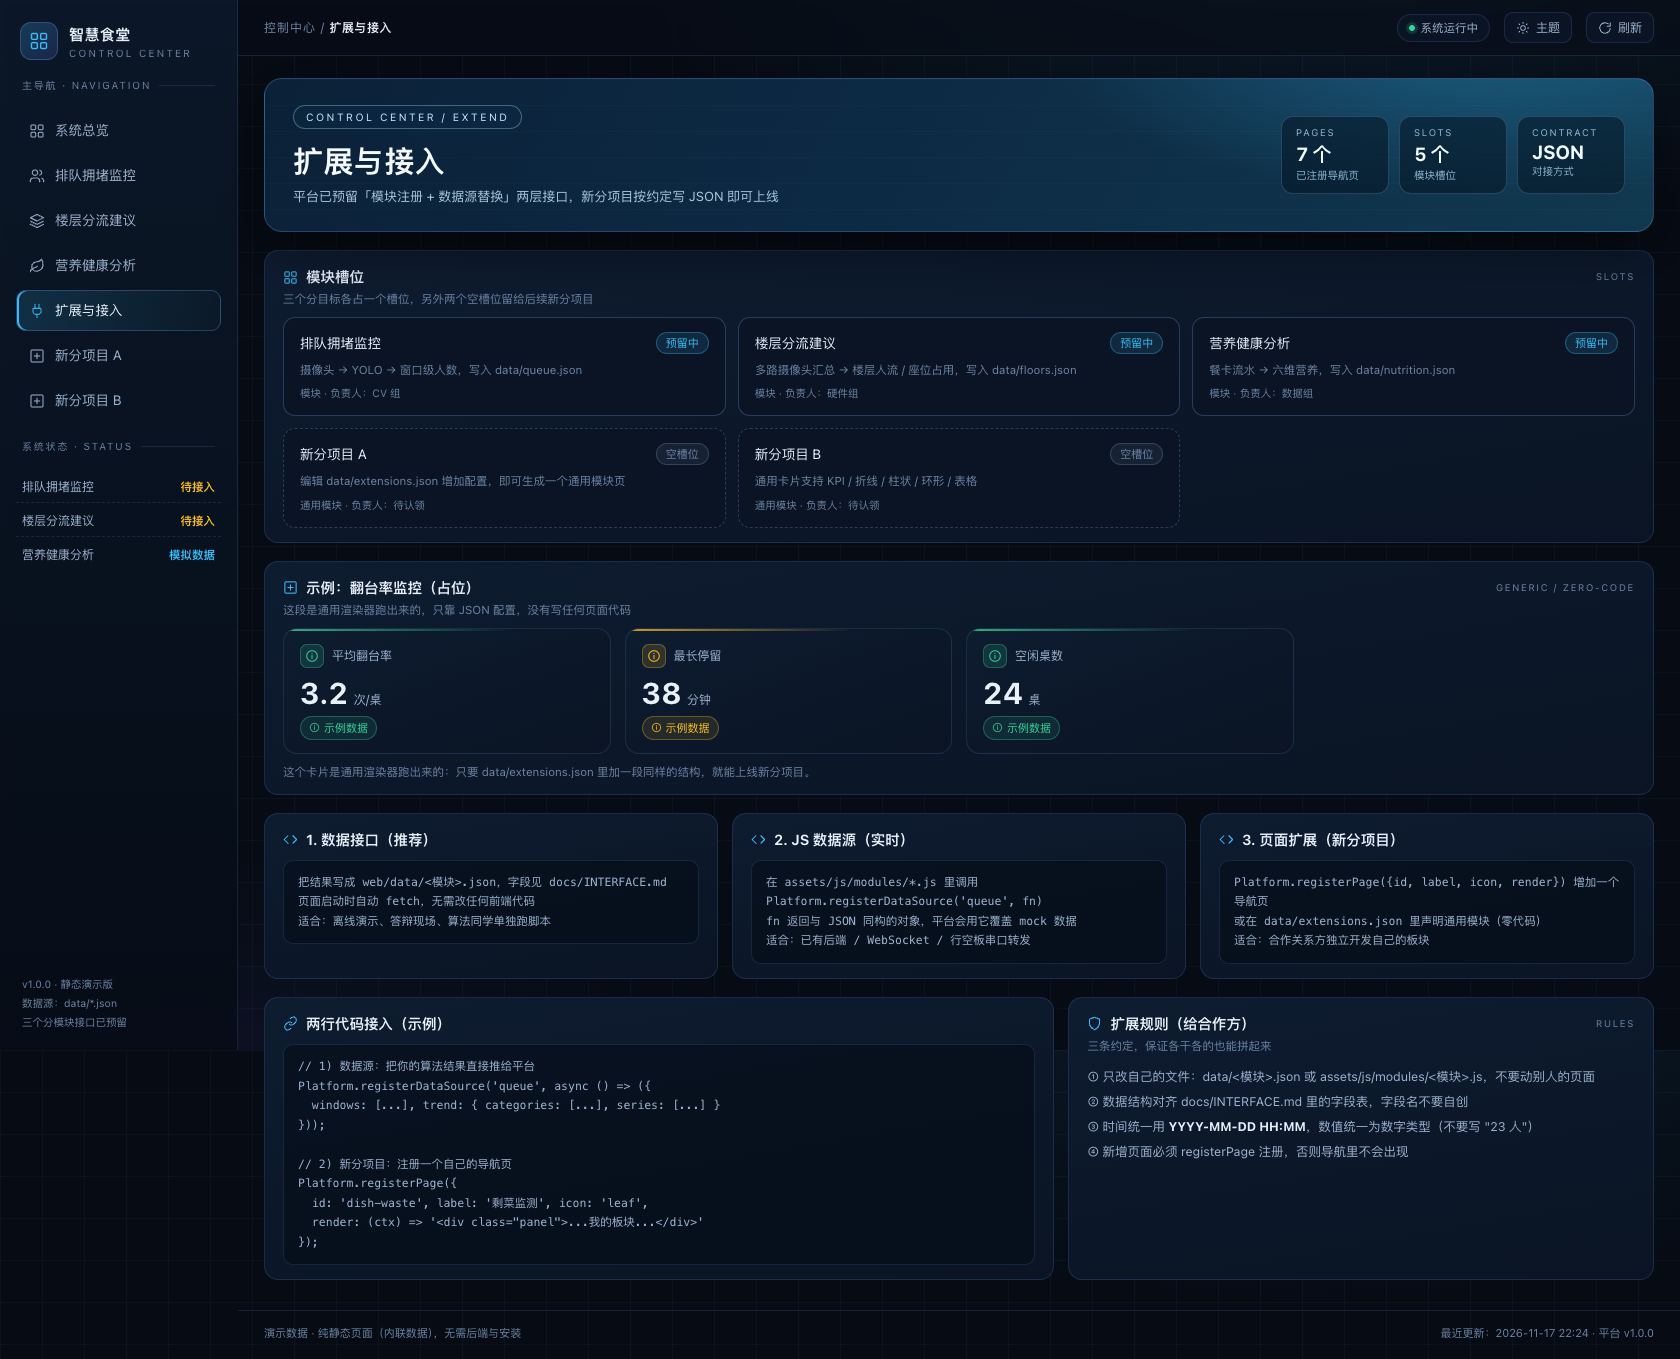 智慧食堂
CONTROL CENTER
主导航 · NAVIGATION
系统总览
排队拥堵监控
楼层分流建议
营养健康分析
扩展与接入
新分项目 A
新分项目 B
系统状态 · STATUS
排队拥堵监控 待接入
楼层分流建议 待接入
营养健康分析 模拟数据
v1.0.0 · 静态演示版
数据源：data/*.json
三个分模块接口已预留
控制中心 / 扩展与接入
系统运行中
主题
刷新
CONTROL CENTER / EXTEND
扩展与接入
平台已预留「模块注册 + 数据源替换」两层接口，新分项目按约定写 JSON 即可上线
PAGES
7 个
已注册导航页
SLOTS
5 个
模块槽位
CONTRACT
JSON
对接方式
模块槽位
SLOTS
三个分目标各占一个槽位，另外两个空槽位留给后续新分项目
排队拥堵监控 预留中
摄像头 → YOLO → 窗口级人数，写入 data/queue.json
模块 · 负责人：CV 组
楼层分流建议 预留中
多路摄像头汇总 → 楼层人流 / 座位占用，写入 data/floors.json
模块 · 负责人：硬件组
营养健康分析 预留中
餐卡流水 → 六维营养，写入 data/nutrition.json
模块 · 负责人：数据组
新分项目 A 空槽位
编辑 data/extensions.json 增加配置，即可生成一个通用模块页
通用模块 · 负责人：待认领
新分项目 B 空槽位
通用卡片支持 KPI / 折线 / 柱状 / 环形 / 表格
通用模块 · 负责人：待认领
示例：翻台率监控（占位）
GENERIC / ZERO-CODE
这段是通用渲染器跑出来的，只靠 JSON 配置，没有写任何页面代码
平均翻台率
3.2 次/桌
示例数据
最长停留
38 分钟
示例数据
空闲桌数
24 桌
示例数据
这个卡片是通用渲染器跑出来的：只要 data/extensions.json 里加一段同样的结构，就能上线新分项目。
1. 数据接口（推荐）
把结果写成 web/data/<模块>.json，字段见 docs/INTERFACE.md
页面启动时自动 fetch，无需改任何前端代码
适合：离线演示、答辩现场、算法同学单独跑脚本
2. JS 数据源（实时）
在 assets/js/modules/*.js 里调用
Platform.registerDataSource('queue', fn)
fn 返回与 JSON 同构的对象，平台会用它覆盖 mock 数据
适合：已有后端 / WebSocket / 行空板串口转发
3. 页面扩展（新分项目）
Platform.registerPage({id, label, icon, render}) 增加一个
导航页
或在 data/extensions.json 里声明通用模块（零代码）
适合：合作关系方独立开发自己的板块
两行代码接入（示例）
// 1) 数据源：把你的算法结果直接推给平台
Platform.registerDataSource('queue', async () => ({
  windows: [...], trend: { categories: [...], series: [...] }
}));
// 2) 新分项目：注册一个自己的导航页
Platform.registerPage({
  id: 'dish-waste', label: '剩菜监测', icon: 'leaf',
  render: (ctx) => '<div class="panel">...我的板块...</div>'
});
扩展规则（给合作方）
RULES
三条约定，保证各干各的也能拼起来
① 只改自己的文件：data/<模块>.json 或 assets/js/modules/<模块>.js，不要动别人的页面
② 数据结构对齐 docs/INTERFACE.md 里的字段表，字段名不要自创
③ 时间统一用 YYYY-MM-DD HH:MM，数值统一为数字类型（不要写 "23 人"）
④ 新增页面必须 registerPage 注册，否则导航里不会出现
演示数据 · 纯静态页面（内联数据），无需后端与安装
最近更新：2026-11-17 22:24 · 平台 v1.0.0